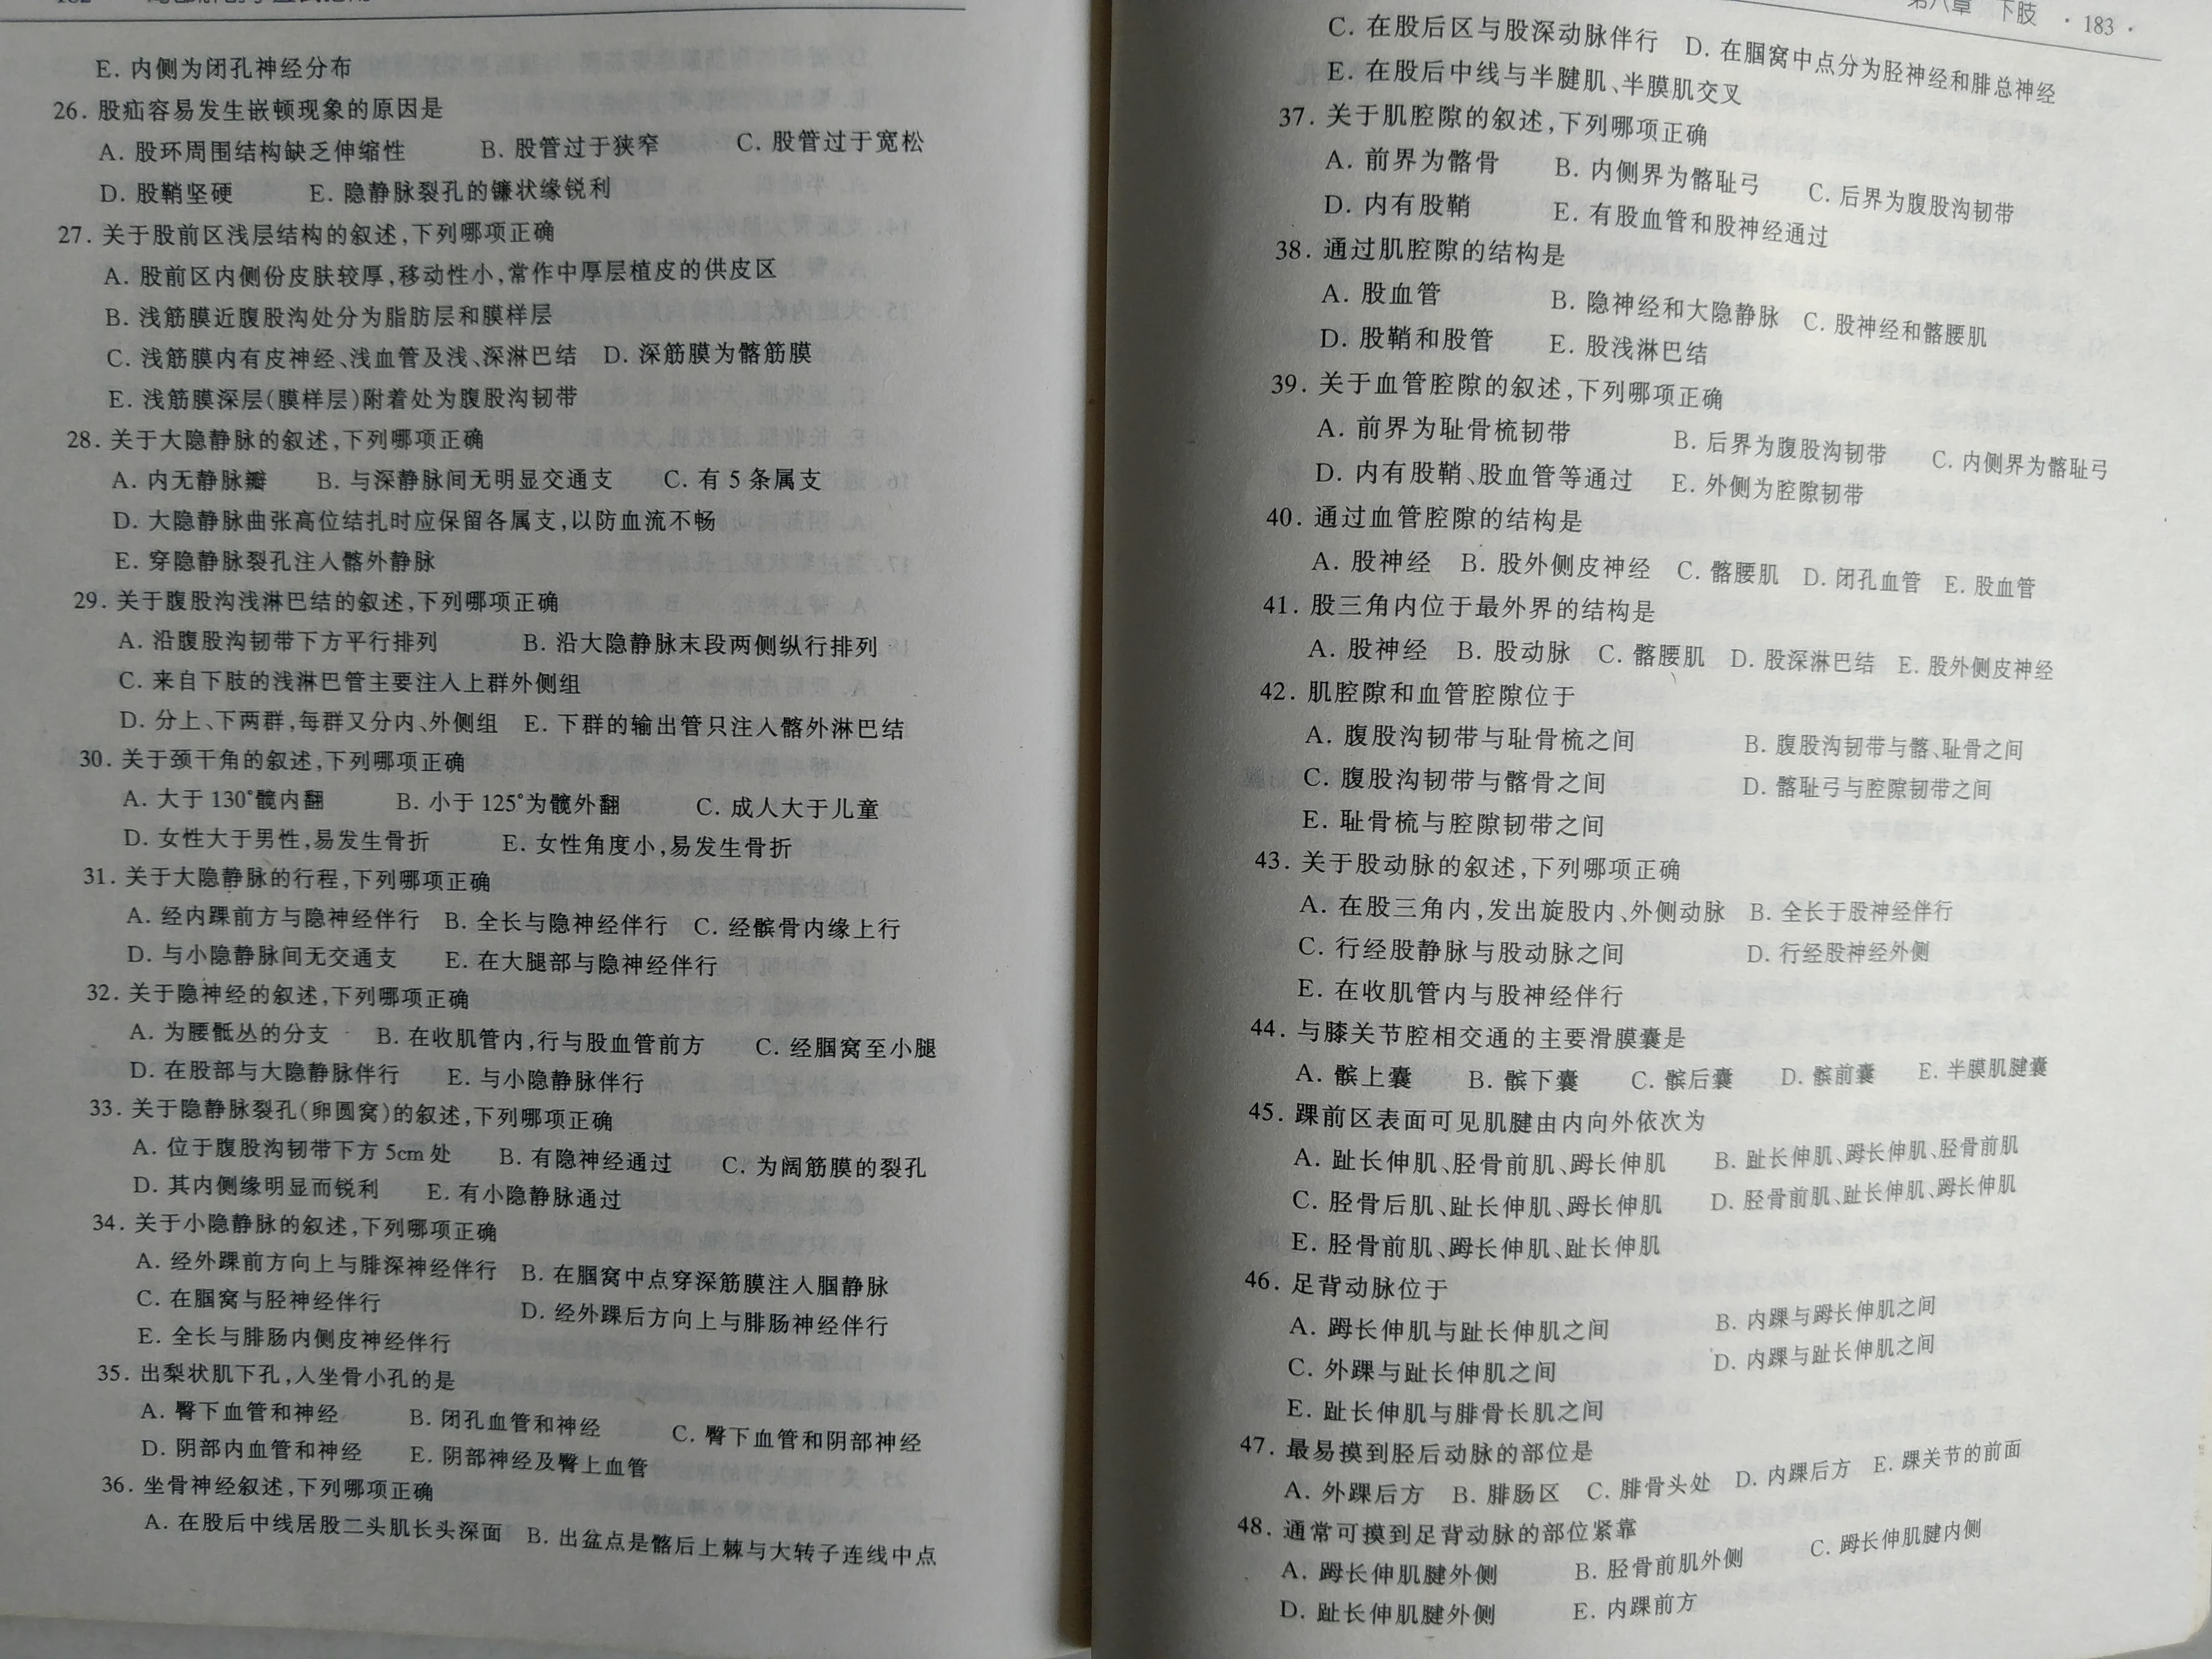 E. 内侧为闭孔神经分布
26. 股疝容易发生嵌顿现象的原因是
A. 股环周围结构缺乏伸缩性 B. 股管过于狭窄 C. 股管过于宽松
D. 股鞘坚硬 E. 隐静脉裂孔的镰状缘锐利
27. 关于股前区浅层结构的叙述,下列哪项正确
A. 股前区内侧份皮肤较厚,移动性小,常作中厚层植皮的供皮区
B. 浅筋膜近腹股沟处分为脂肪层和膜样层
C. 浅筋膜内有皮神经、浅血管及浅、深淋巴结 D. 深筋膜为髂筋膜
E. 浅筋膜深层(膜样层)附着处为腹股沟韧带
28. 关于大隐静脉的叙述,下列哪项正确
A. 内无静脉瓣 B. 与深静脉间无明显交通支 C. 有 5 条属支
D. 大隐静脉曲张高位结扎时应保留各属支,以防血流不畅
E. 穿隐静脉裂孔注人髂外静脉
29. 关于腹股沟浅淋巴结的叙述,下列哪项正确
A. 沿腹股沟韧带下方平行排列 B. 沿大隐静脉末段两侧纵行排列
C. 来自下肢的浅淋巴管主要注人上群外侧组
D. 分上、下两群,每群又分内、外侧组 E. 下群的输出管只注人髂外淋巴结
30. 关于颈干角的叙述,下列哪项正确
A. 大于 130°髋内翻 B. 小于 125°为髋外翻 C. 成人大于儿童
D. 女性大于男性,易发生骨折 E. 女性角度小,易发生骨折
31. 关于大隐静脉的行程,下列哪项正确
A. 经内踝前方与隐神经伴行 B. 全长与隐神经伴行 C. 经髌骨内缘上行
D. 与小隐静脉间无交通支 E. 在大腿部与隐神经伴行
32. 关于隐神经的叙述,下列哪项正确
A. 为腰骶丛的分支 B. 在收肌管内,行与股血管前方 C. 经腘窝至小腿
D. 在股部与大隐静脉伴行 E. 与小隐静脉伴行
33. 关于隐静脉裂孔(卵圆窝)的叙述,下列哪项正确
A. 位于腹股沟韧带下方 5cm 处 B. 有隐神经通过 C. 为阔筋膜的裂孔
D. 其内侧缘明显而锐利 E. 有小隐静脉通过
34. 关于小隐静脉的叙述,下列哪项正确
A. 经外踝前方向上与腓深神经伴行 B. 在腘窝中点穿深筋膜注人腘静脉
C. 在腘窝与胫神经伴行 D. 经外踝后方向上与腓肠神经伴行
E. 全长与腓肠内侧皮神经伴行
35. 出梨状肌下孔,人坐骨小孔的是
A. 臀下血管和神经 B. 闭孔血管和神经 C. 臀下血管和阴部神经
D. 阴部内血管和神经 E. 阴部神经及臀上血管
36. 坐骨神经叙述,下列哪项正确
A. 在股后中线居股二头肌长头深面 B. 出盆点是髂后上棘与大转子连线中点
第八章 下肢 · 183 ·
C. 在股后区与股深动脉伴行 D. 在腘窝中点分为胫神经和腓总神经
E. 在股后中线与半腱肌、半膜肌交叉
37. 关于肌腔隙的叙述,下列哪项正确
A. 前界为髂骨 B. 内侧界为髂耻弓 C. 后界为腹股沟韧带
D. 内有股鞘 E. 有股血管和股神经通过
38. 通过肌腔隙的结构是
A. 股血管 B. 隐神经和大隐静脉 C. 股神经和髂腰肌
D. 股鞘和股管 E. 股浅淋巴结
39. 关于血管腔隙的叙述,下列哪项正确
A. 前界为耻骨梳韧带 B. 后界为腹股沟韧带 C. 内侧界为髂耻弓
D. 内有股鞘、股血管等通过 E. 外侧为腔隙韧带
40. 通过血管腔隙的结构是
A. 股神经 B. 股外侧皮神经 C. 髂腰肌 D. 闭孔血管 E. 股血管
41. 股三角内位于最外界的结构是
A. 股神经 B. 股动脉 C. 髂腰肌 D. 股深淋巴结 E. 股外侧皮神经
42. 肌腔隙和血管腔隙位于
A. 腹股沟韧带与耻骨梳之间 B. 腹股沟韧带与髂、耻骨之间
C. 腹股沟韧带与髂骨之间 D. 髂耻弓与腔隙韧带之间
E. 耻骨梳与腔隙韧带之间
43. 关于股动脉的叙述,下列哪项正确
A. 在股三角内,发出旋股内、外侧动脉 B. 全长于股神经伴行
C. 行经股静脉与股动脉之间 D. 行经股神经外侧
E. 在收肌管内与股神经伴行
44. 与膝关节腔相交通的主要滑膜囊是
A. 髌上囊 B. 髌下囊 C. 髌后囊 D. 髌前囊 E. 半膜肌腱囊
45. 踝前区表面可见肌腱由内向外依次为
A. 趾长伸肌、胫骨前肌、踇长伸肌 B. 趾长伸肌、踇长伸肌、胫骨前肌
C. 胫骨后肌、趾长伸肌、踇长伸肌 D. 胫骨前肌、趾长伸肌、踇长伸肌
E. 胫骨前肌、踇长伸肌、趾长伸肌
46. 足背动脉位于
A. 踇长伸肌与趾长伸肌之间 B. 内踝与踇长伸肌之间
C. 外踝与趾长伸肌之间 D. 内踝与趾长伸肌之间
E. 趾长伸肌与腓骨长肌之间
47. 最易摸到胫后动脉的部位是
A. 外踝后方 B. 腓肠区 C. 腓骨头处 D. 内踝后方 E. 踝关节的前面
48. 通常可摸到足背动脉的部位紧靠
A. 踇长伸肌腱外侧 B. 胫骨前肌外侧 C. 踇长伸肌腱内侧
D. 趾长伸肌腱外侧 E. 内踝前方